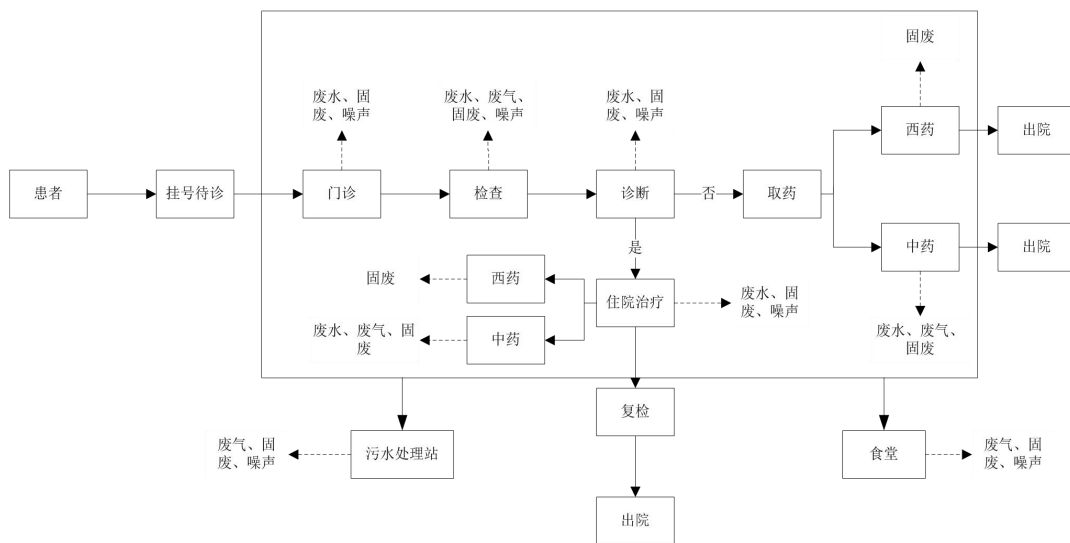 固废
废水、固
废、噪声
废水、废气、
固废、噪声
废水、固
废、噪声
西药
出院
患者
挂号待诊
门诊
检查
诊断
否
取药
中药
出院
是
固废
西药
住院治疗
废水、固
废、噪声
废水、废气、固
废
中药
废水、废气、
固废
复检
废气、固
废、噪声
污水处理站
食堂
废气、固
废、噪声
出院